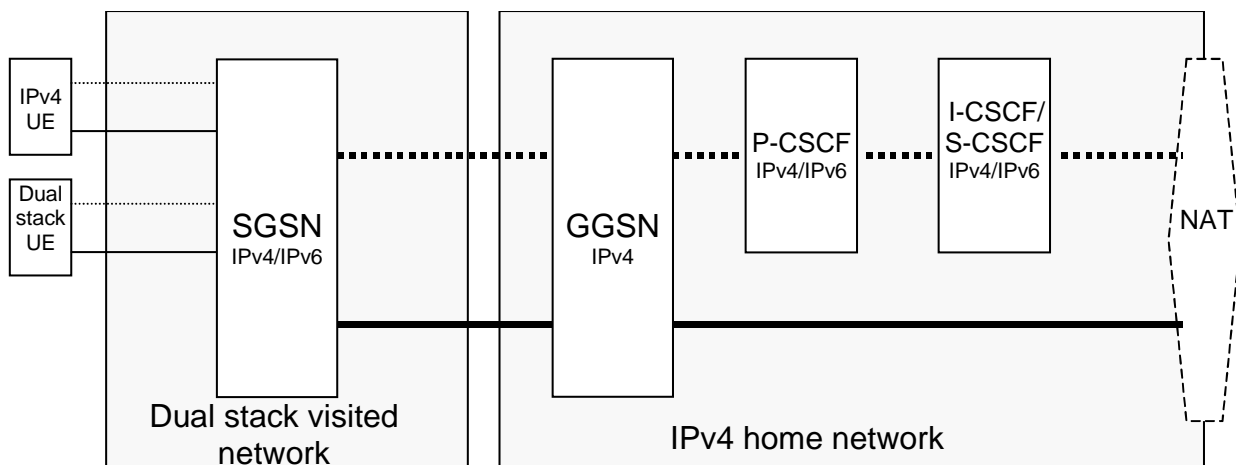 IPv4
UE
Dual
stack
UE
SGSN
IPv4/IPv6
GGSN
IPv4
P-CSCF
IPv4/IPv6
I-CSCF/
S-CSCF
IPv4/IPv6
NAT
Dual stack visited
network
IPv4 home network